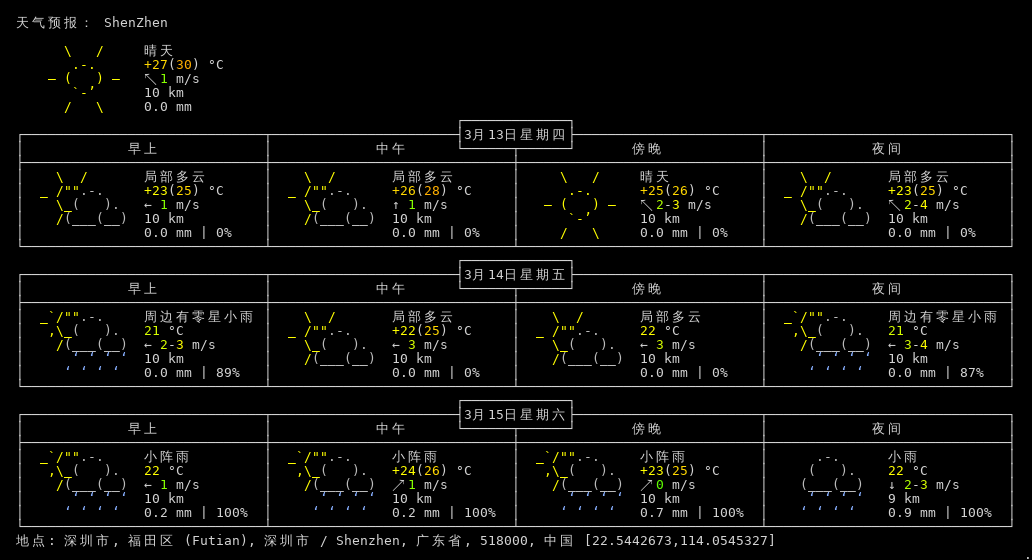 天气预报： ShenZhen
晴天
+27(30) °C
↖ 1 m/s
10 km
0.0 mm
3月13日星期四
早上 中午 傍晚 夜间
局部多云 局部多云 晴天 局部多云
+23(25) °C +26(28) °C +25(26) °C +23(25) °C
← 1 m/s ↑ 1 m/s ↖ 2-3 m/s ↖ 2-4 m/s
10 km 10 km 10 km 10 km
0.0 mm | 0% 0.0 mm | 0% 0.0 mm | 0% 0.0 mm | 0%
3月14日星期五
早上 中午 傍晚 夜间
周边有零星小雨 局部多云 局部多云 周边有零星小雨
21 °C +22(25) °C 22 °C 21 °C
← 2-3 m/s ← 3 m/s ← 3 m/s ← 3-4 m/s
10 km 10 km 10 km 10 km
0.0 mm | 89% 0.0 mm | 0% 0.0 mm | 0% 0.0 mm | 87%
3月15日星期六
早上 中午 傍晚 夜间
小阵雨 小阵雨 小阵雨 小雨
22 °C +24(26) °C +23(25) °C 22 °C
← 1 m/s ↗ 1 m/s ↗ 0 m/s ↓ 2-3 m/s
10 km 10 km 10 km 9 km
0.2 mm | 100% 0.2 mm | 100% 0.7 mm | 100% 0.9 mm | 100%
地点: 深圳市, 福田区 (Futian), 深圳市 / Shenzhen, 广东省, 518000, 中国 [22.5442673,114.0545327]